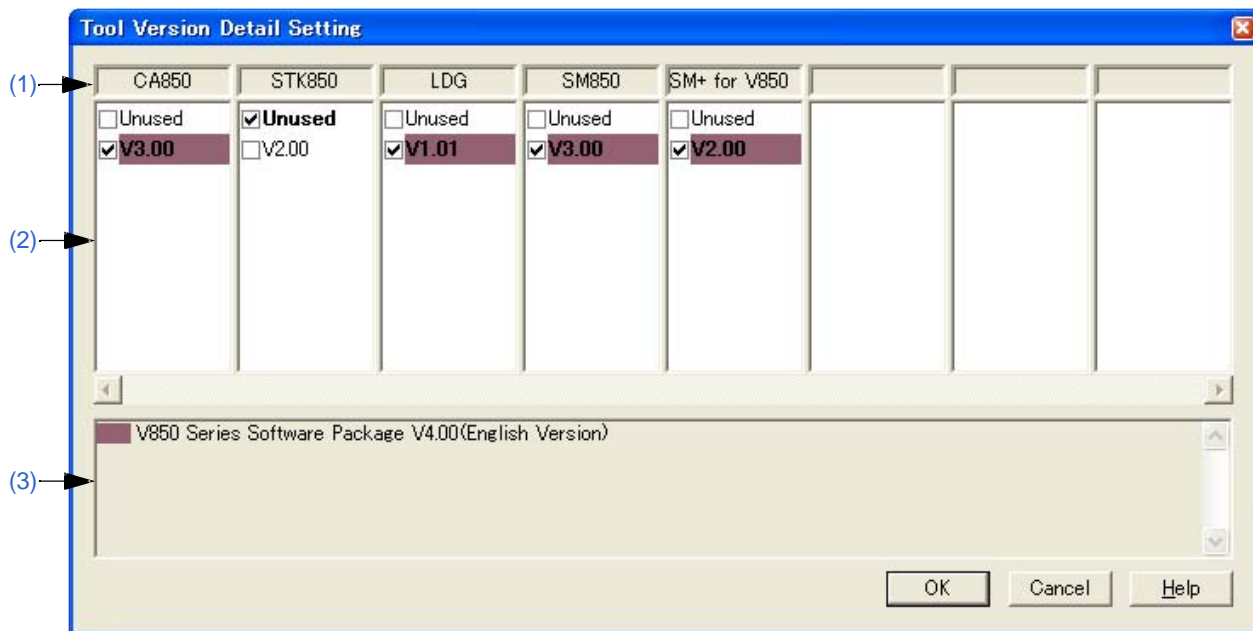 Tool Version Detail Setting
(1) CA850 STK850 LDG SM850 SM+ for V850
Unused Unused Unused Unused Unused
V3.00 V2.00 V1.01 V3.00 V2.00
(2)
V850 Series Software Package V4.00(English Version)
(3)
OK Cancel Help